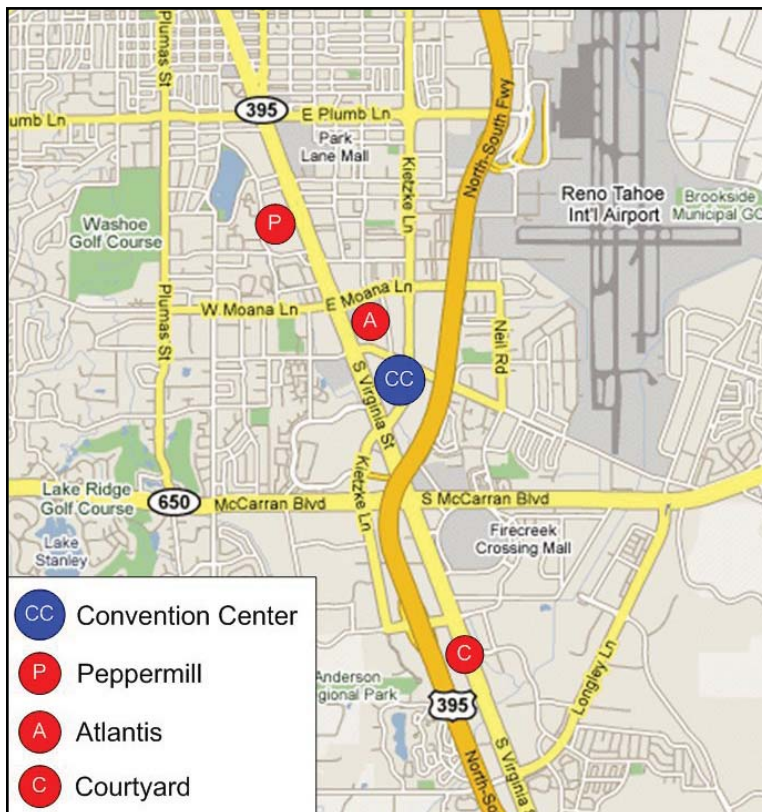 Plumas St
395
E Plumb Ln
umb Ln
Park
Lane Mall
Kietzke Ln
North-South Fwy
Reno Tahoe
Int'l Airport
Brookside
Municipal GC
Washoe
Golf Course
P
Plumas St
W Moana Ln
E Moana Ln
A
Neil Rd
CC
S Virginia St
Kietzke Ln
Lake Ridge
Golf Course
650
McCarran Blvd
S McCarran Blvd
Lake
Stanley
Firecreek
Crossing Mall
C
Anderson
egional Park
395
Longley Ln
S Virginia S
North-So
CC Convention Center
P Peppermill
A Atlantis
C Courtyard